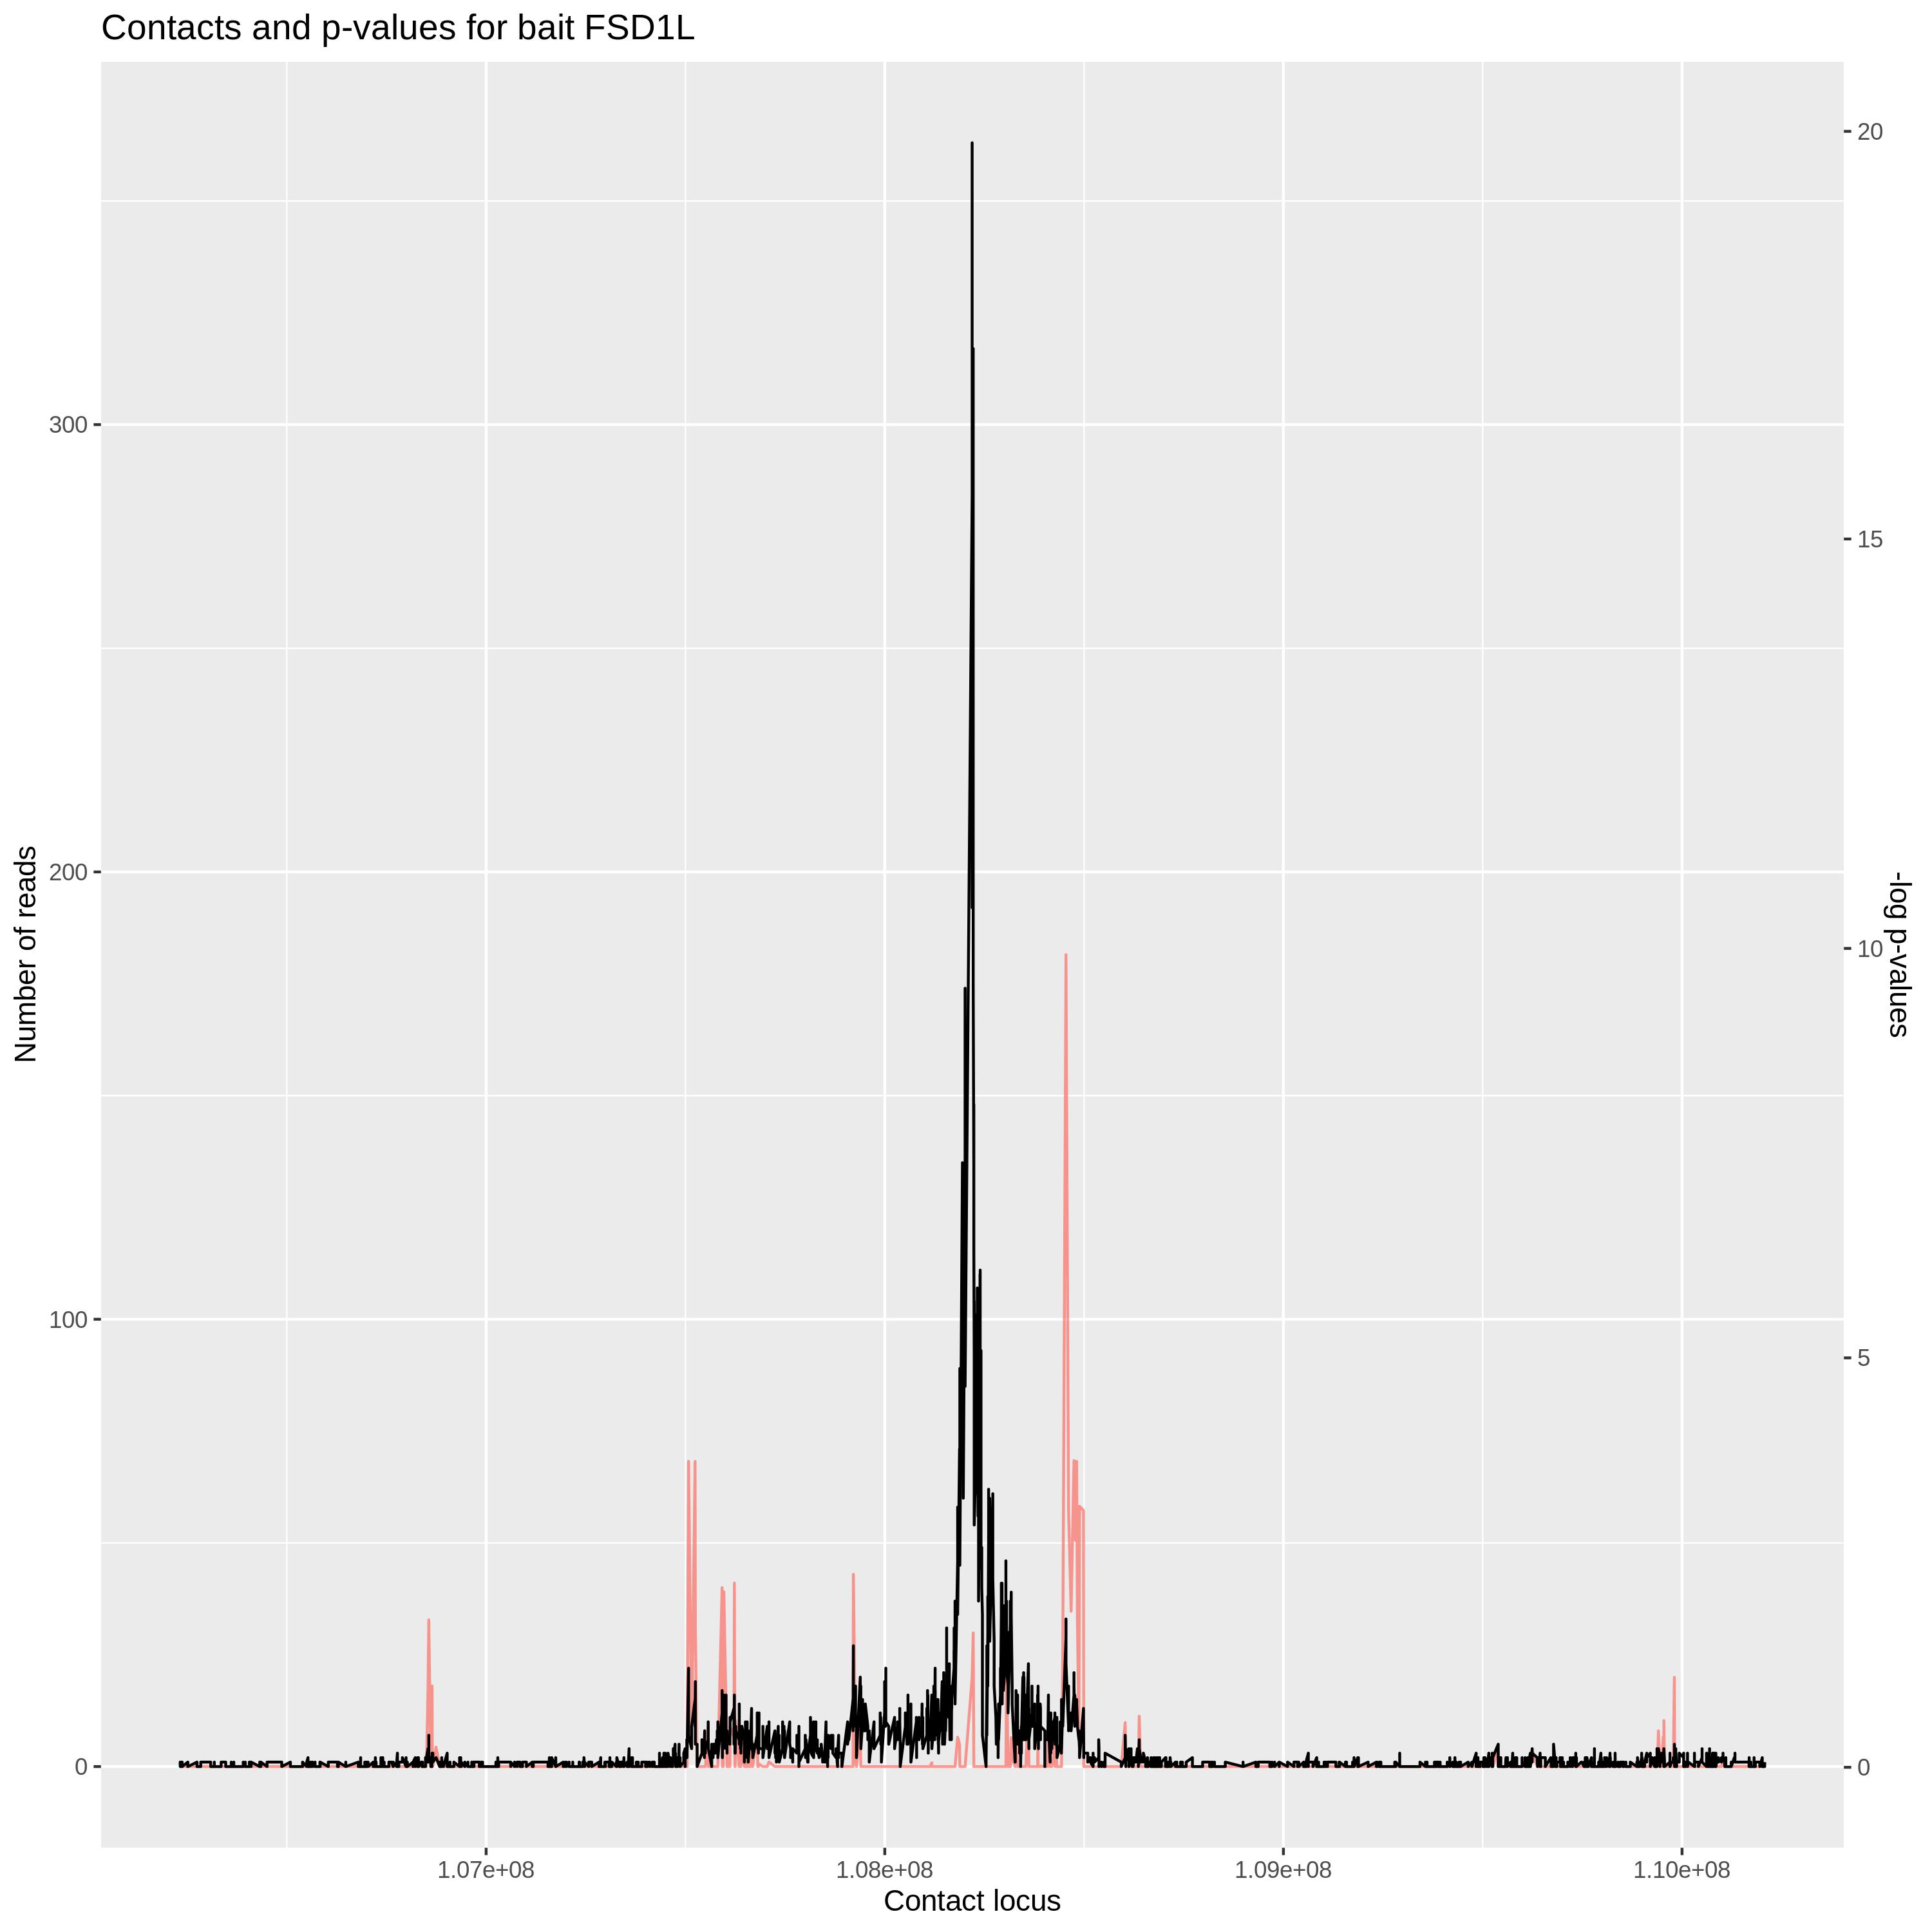 Contacts and p-values for bait FSD1L
Number of reads
300
200
100
0
20
15
10
5
0
-log p-values
1.07e+08
1.08e+08
1.09e+08
1.10e+08
Contact locus